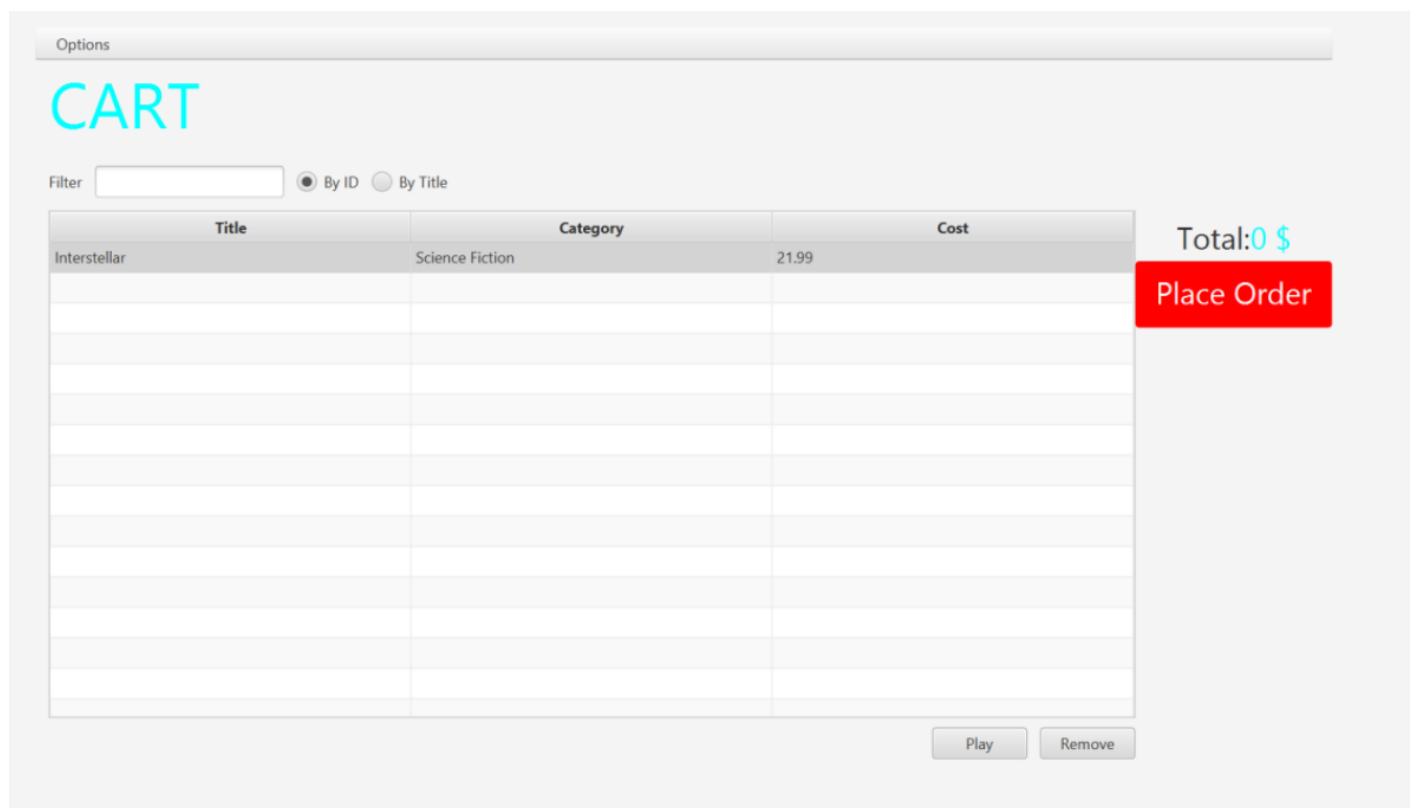 Options
CART
Filter By ID By Title
Title Category Cost
Interstellar Science Fiction 21.99
Total:0 $
Place Order
Play Remove